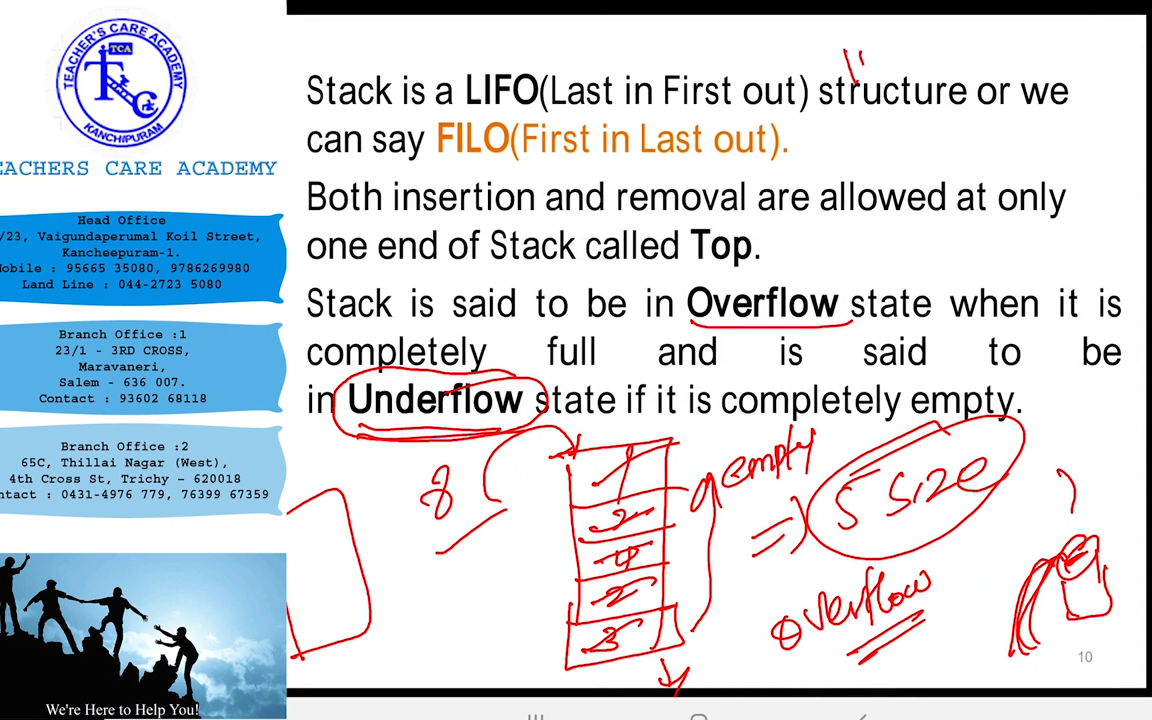 TEACHER'S CARE ACADEMY
TCA
KANCHIPURAM
EACHERS CARE ACADEMY
Head Office
/23, Vaigundaperumal Koil Street,
Kancheepuram-1.
obile : 95665 35080, 9786269980
Land Line : 044-2723 5080
Branch Office :1
23/1 - 3RD CROSS,
Maravaneri,
Salem - 636 007.
Contact : 93602 68118
Branch Office :2
65C, Thillai Nagar (West),
4th Cross St, Trichy – 620018
ntact : 0431-4976 779, 76399 67359
We're Here to Help You!
Stack is a LIFO(Last in First out) structure or we
can say FILO(First in Last out).
Both insertion and removal are allowed at only
one end of Stack called Top.
Stack is said to be in Overflow state when it is
completely full and is said to be
in Underflow state if it is completely empty.
8
1
2
4
2
3
empty
=> 5 size
overflow
10